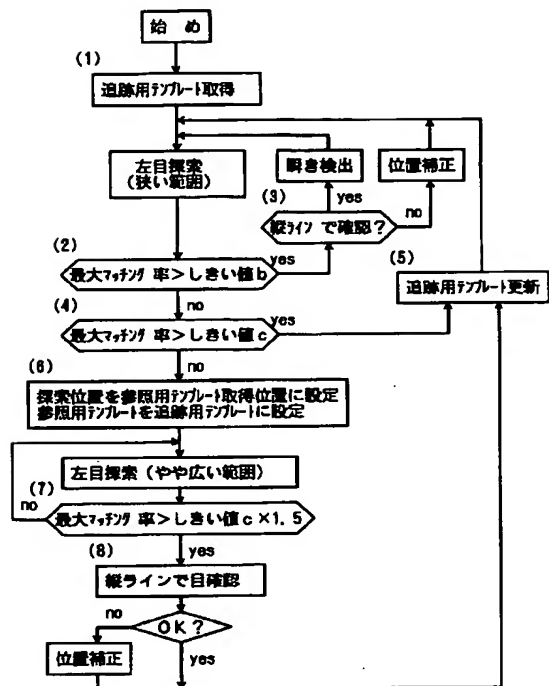 始 め
(1)
追跡用テンプレート取得
左目探索
(狭い範囲)
瞬き検出
位置補正
(3)
yes
no
縦ライン で確認?
(2)
最大マッチング 率>しきい値b
yes
(5)
追跡用テンプレート更新
(4)
no
最大マッチング 率>しきい値c
yes
(6)
no
探索位置を参照用テンプレート取得位置に設定
参照用テンプレートを追跡用テンプレートに設定
左目探索 (やや広い範囲)
(7)
no
最大マッチング 率>しきい値c×1.5
(8)
yes
縦ラインで目確認
no
OK?
位置補正
yes